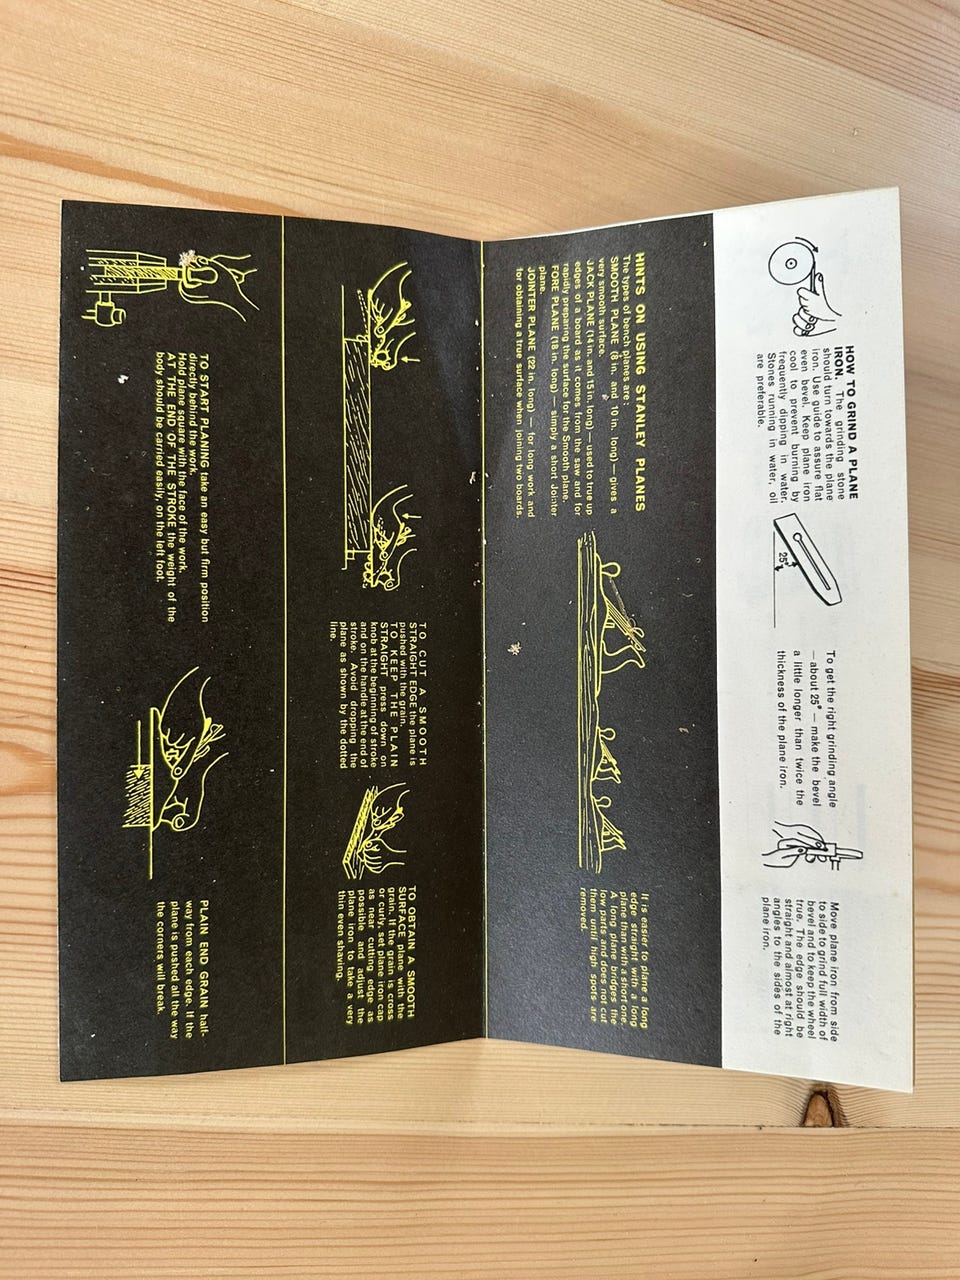 HOW TO GRIND A PLANE
IRON. The grinding stone
should turn towards the plane
iron. Use guide to assure flat
even bevel. Keep plane iron
cool to prevent burning by
frequently dipping in water.
Stones running in water, oil
are preferable.
25°
To get the right grinding angle
— about 25° — make the bevel
a little longer than twice the
thickness of the plane iron.
Move plane iron from side
to side to grind full width of
bevel and to keep the wheel
true. The edge should be
straight and almost at right
angles to the sides of the
plane iron.
HINTS ON USING STANLEY PLANES
The types of bench planes are:
SMOOTH PLANE (8 in. and 10 in. long) — gives a
very smooth surface.
JACK PLANE (14 in. and 15 in. long) — used to true up
edges of a board as it comes from the saw and for
rapidly preparing the surface for the Smooth plane.
FORE PLANE (18 in. long) — simply a short Jointer
plane.
JOINTER PLANE (22 in. long) — for long work and
for obtaining a true surface when joining two boards.
It is easier to plane a long
edge straight with a long
plane than with a short one.
A long plane bridges the
low parts and does not cut
them until high spots are
removed.
TO CUT A SMOOTH
STRAIGHT EDGE the plane is
pushed with the grain.
TO KEEP THE PLAIN
STRAIGHT press down on
knob at the beginning of stroke
and on the handle at the end of
stroke. Avoid dropping the
plane as shown by the dotted
line.
TO OBTAIN A SMOOTH
SURFACE plane with the
grain. If the grain is cross
or curly, set plane iron cap
as near cutting edge as
possible and adjust the
plane iron to take a very
thin even shaving.
TO START PLANING take an easy but firm position
directly behind the work.
Hold plane square with the face of the work.
AT THE END OF THE STROKE the weight of the
body should be carried easily, on the left foot.
PLAIN END GRAIN half-
way from each edge. If the
plane is pushed all the way
the corners will break.